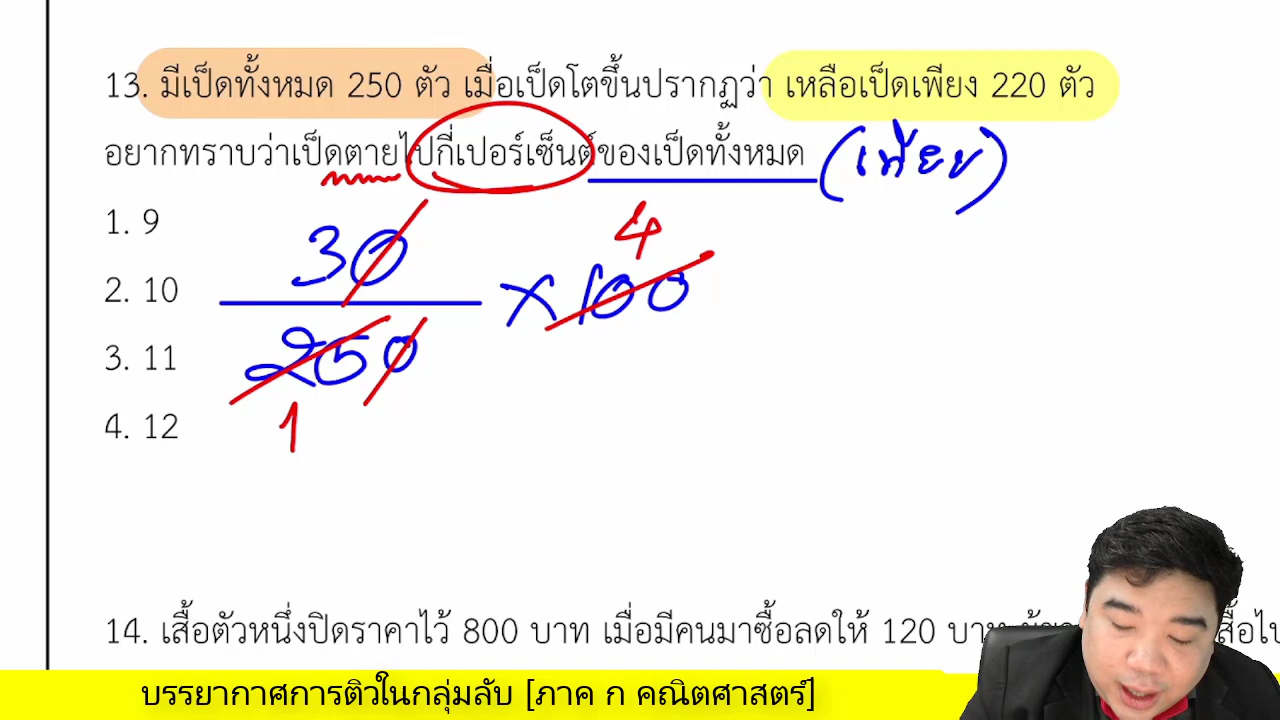 13. มีเป็ดทั้งหมด 250 ตัว เมื่อเป็ดโตขึ้นปรากฏว่า เหลือเป็ดเพียง 220 ตัว
อยากทราบว่าเป็ดตายไปกี่เปอร์เซ็นต์ของเป็ดทั้งหมด (เทียบ)
1. 9
2. 10
3. 11
4. 12
4
30
× 100
250
1
14. เสื้อตัวหนึ่งปิดราคาไว้ 800 บาท เมื่อมีคนมาซื้อลดให้ 120 บาท
บรรยากาศการติวในกลุ่มลับ [ภาค ก คณิตศาสตร์]